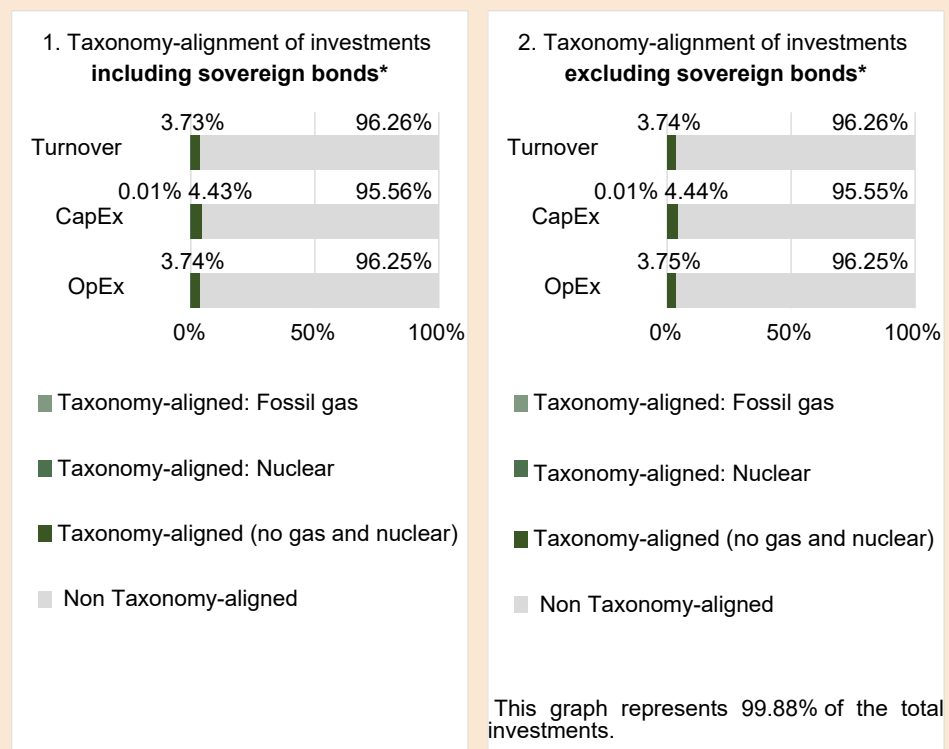 1. Taxonomy-alignment of investments
including sovereign bonds*
3.73% 96.26%
Turnover
0.01% 4.43% 95.56%
CapEx
3.74% 96.25%
OpEx
0% 50% 100%
Taxonomy-aligned: Fossil gas
Taxonomy-aligned: Nuclear
Taxonomy-aligned (no gas and nuclear)
Non Taxonomy-aligned
2. Taxonomy-alignment of investments
excluding sovereign bonds*
3.74% 96.26%
Turnover
0.01% 4.44% 95.55%
CapEx
3.75% 96.25%
OpEx
0% 50% 100%
Taxonomy-aligned: Fossil gas
Taxonomy-aligned: Nuclear
Taxonomy-aligned (no gas and nuclear)
Non Taxonomy-aligned
This graph represents 99.88% of the total
investments.